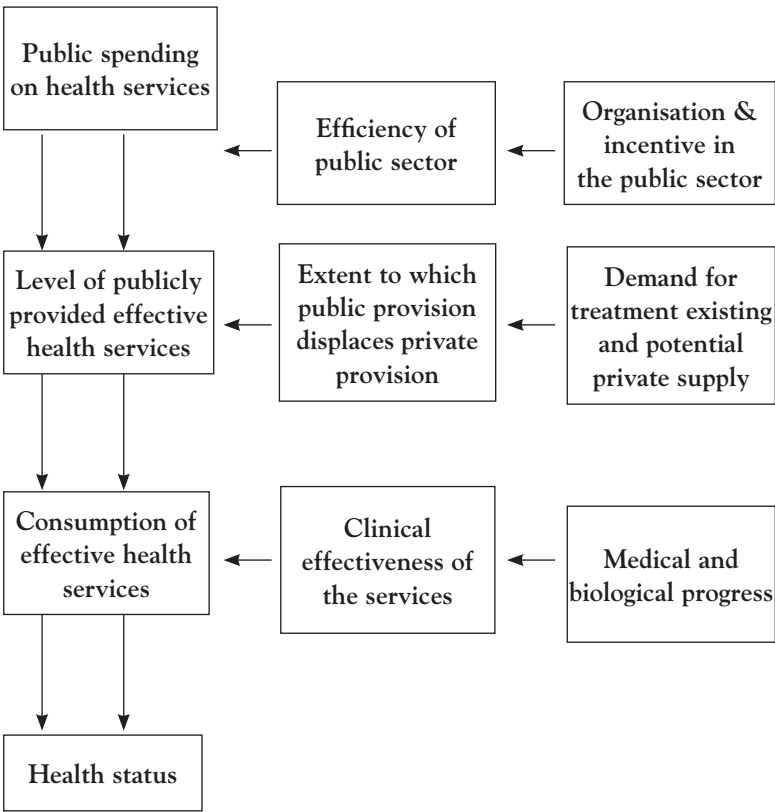 Public spending
on health services
Efficiency of
public sector
Organisation &
incentive in
the public sector
Level of publicly
provided effective
health services
Extent to which
public provision
displaces private
provision
Demand for
treatment existing
and potential
private supply
Consumption of
effective health
services
Clinical
effectiveness of
the services
Medical and
biological progress
Health status